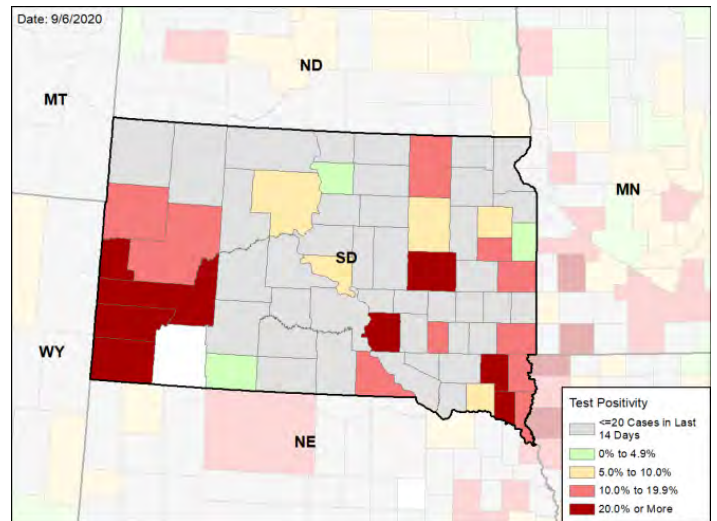 Date: 9/6/2020
ND
MT
MN
SD
WY
NE
Test Positivity
<=20 Cases in Last
14 Days
0% to 4.9%
5.0% to 10.0%
10.0% to 19.9%
20.0% or More